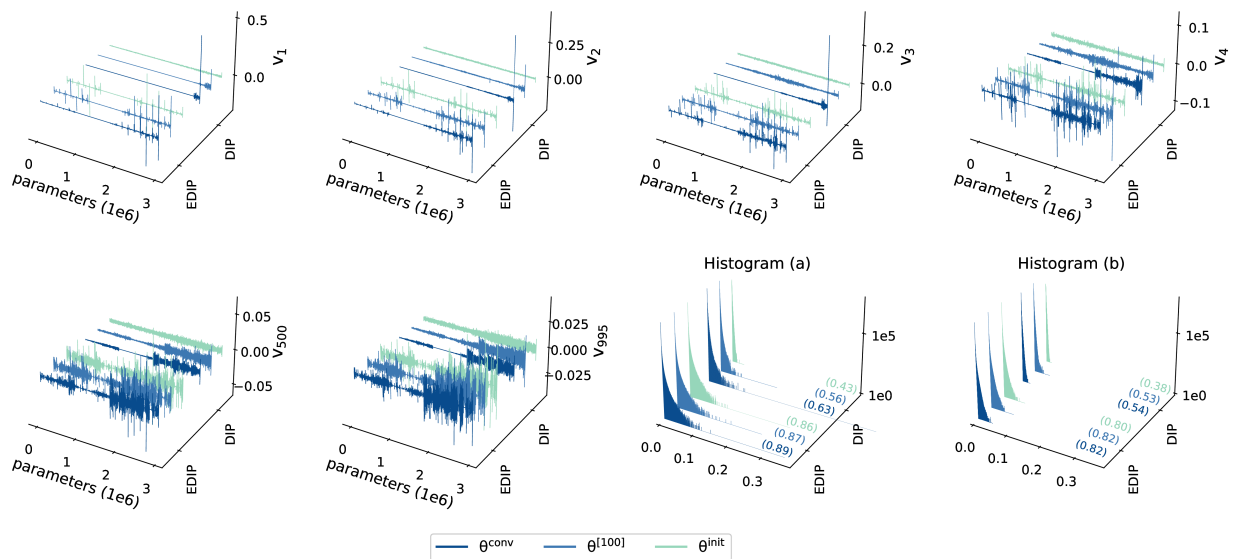 0.5
0.0
v1
DIP
EDIP
0
1
2
3
parameters (1e6)
0.25
0.00
v2
DIP
EDIP
0
1
2
3
parameters (1e6)
0.2
0.0
v3
DIP
EDIP
0
1
2
3
parameters (1e6)
0.1
0.0
−0.1
v4
DIP
EDIP
0
1
2
3
parameters (1e6)
0.05
0.00
−0.05
v500
DIP
EDIP
0
1
2
3
parameters (1e6)
0.025
0.000
−0.025
v995
DIP
EDIP
0
1
2
3
parameters (1e6)
Histogram (a)
1e5
1e0
(0.43)
(0.56)
(0.63)
(0.86)
(0.87)
(0.89)
DIP
EDIP
0.0
0.1
0.2
0.3
Histogram (b)
1e5
1e0
(0.38)
(0.53)
(0.54)
(0.80)
(0.82)
(0.82)
DIP
EDIP
0.0
0.1
0.2
0.3
θ^conv θ^[100] θ^init